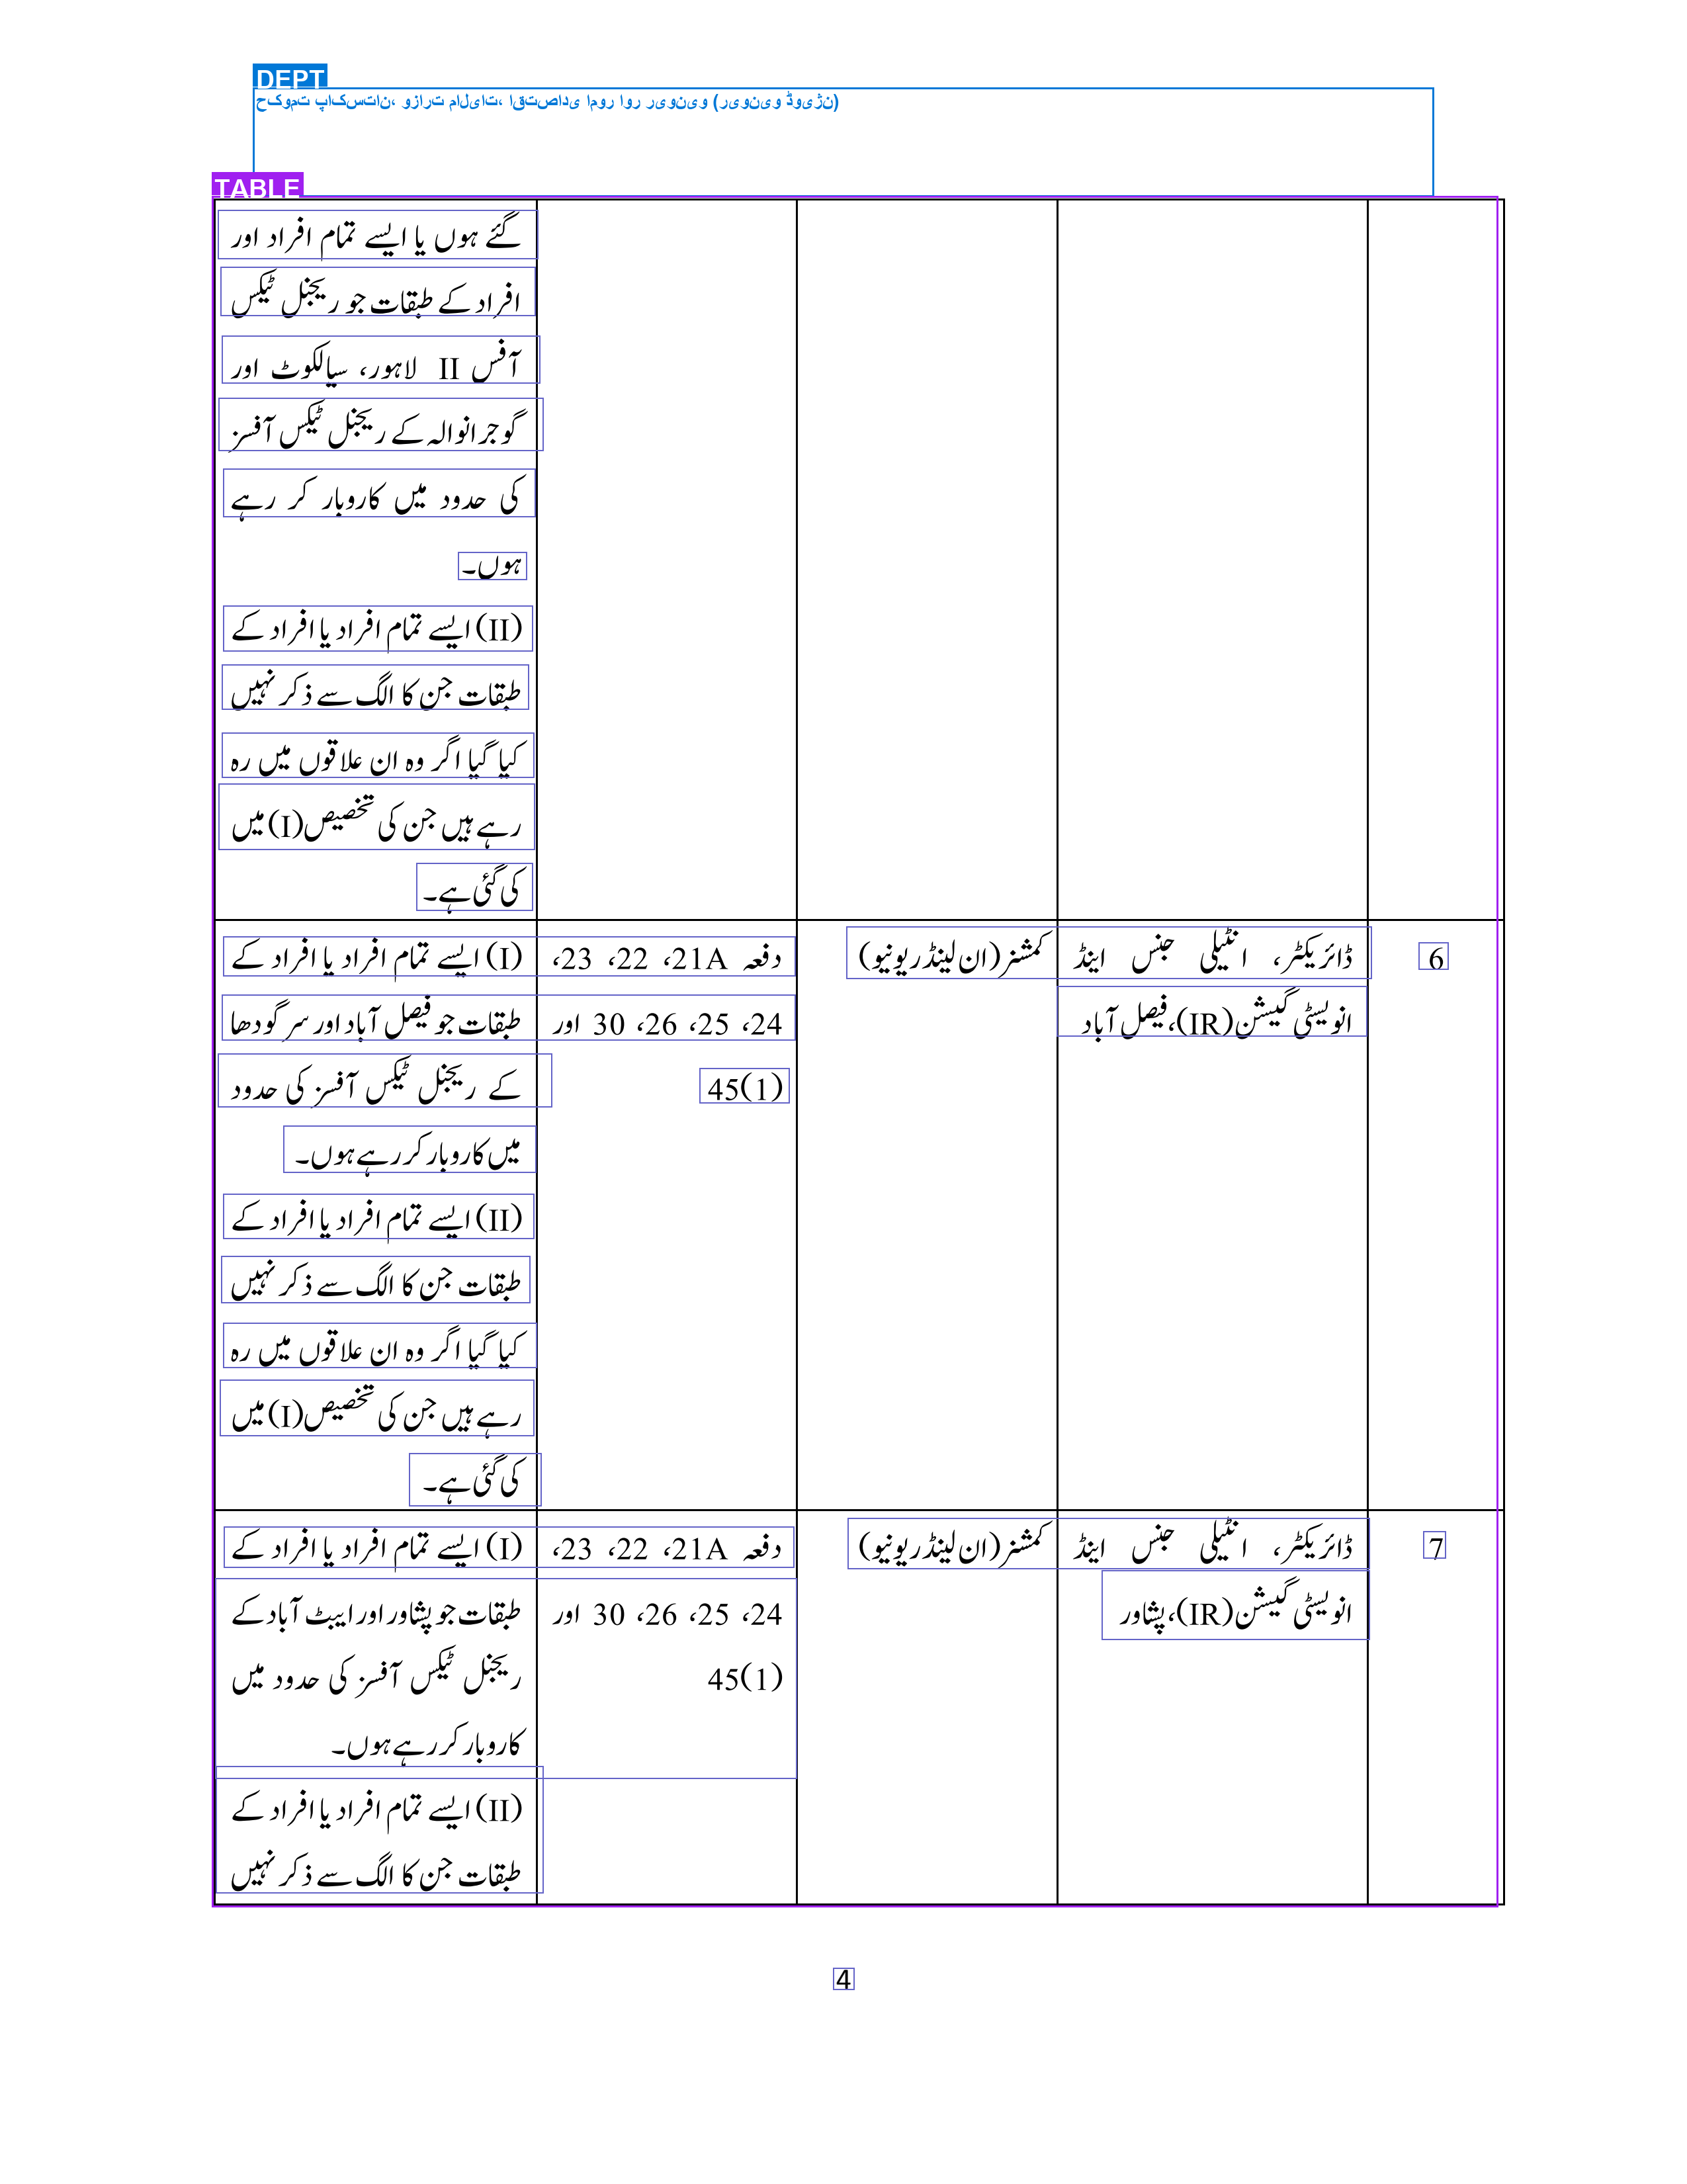 DEPT
حکومت پاکستان، وزارت مالیات، اقتصادی امور اور ریونیو (ریونیو ڈویژن)
TABLE
گئے ہوں یا ایسے تمام افراد اور
افراد کے طبقات جو ریجنل ٹیکس
آفس II لاہور، سیالکوٹ اور
گوجرانوالہ کے ریجنل ٹیکس آفسز
کی حدود میں کاروبار کر رہے
ہوں۔
(II) ایسے تمام افراد یا افراد کے
طبقات جن کا الگ سے ذکر نہیں
کیا گیا اگر وہ ان علاقوں میں رہ
رہے ہیں جن کی تخصیص (I) میں
کی گئی ہے۔
6
ڈائریکٹر، انٹیلی جنس اینڈ
انویسٹی گیشن (IR)، فیصل آباد
کمشنر (ان لینڈ ریونیو)
دفعہ 21A، 22، 23،
24، 25، 26، 30 اور
45(1)
(I) ایسے تمام افراد یا افراد کے
طبقات جو فیصل آباد اور سرگودھا
کے ریجنل ٹیکس آفسز کی حدود
میں کاروبار کر رہے ہوں۔
(II) ایسے تمام افراد یا افراد کے
طبقات جن کا الگ سے ذکر نہیں
کیا گیا اگر وہ ان علاقوں میں رہ
رہے ہیں جن کی تخصیص (I) میں
کی گئی ہے۔
7
ڈائریکٹر، انٹیلی جنس اینڈ
انویسٹی گیشن (IR)، پشاور
کمشنر (ان لینڈ ریونیو)
دفعہ 21A، 22، 23،
24، 25، 26، 30 اور
45(1)
(I) ایسے تمام افراد یا افراد کے
طبقات جو پشاور اور ایبٹ آباد کے
ریجنل ٹیکس آفسز کی حدود میں
کاروبار کر رہے ہوں۔
(II) ایسے تمام افراد یا افراد کے
طبقات جن کا الگ سے ذکر نہیں
4